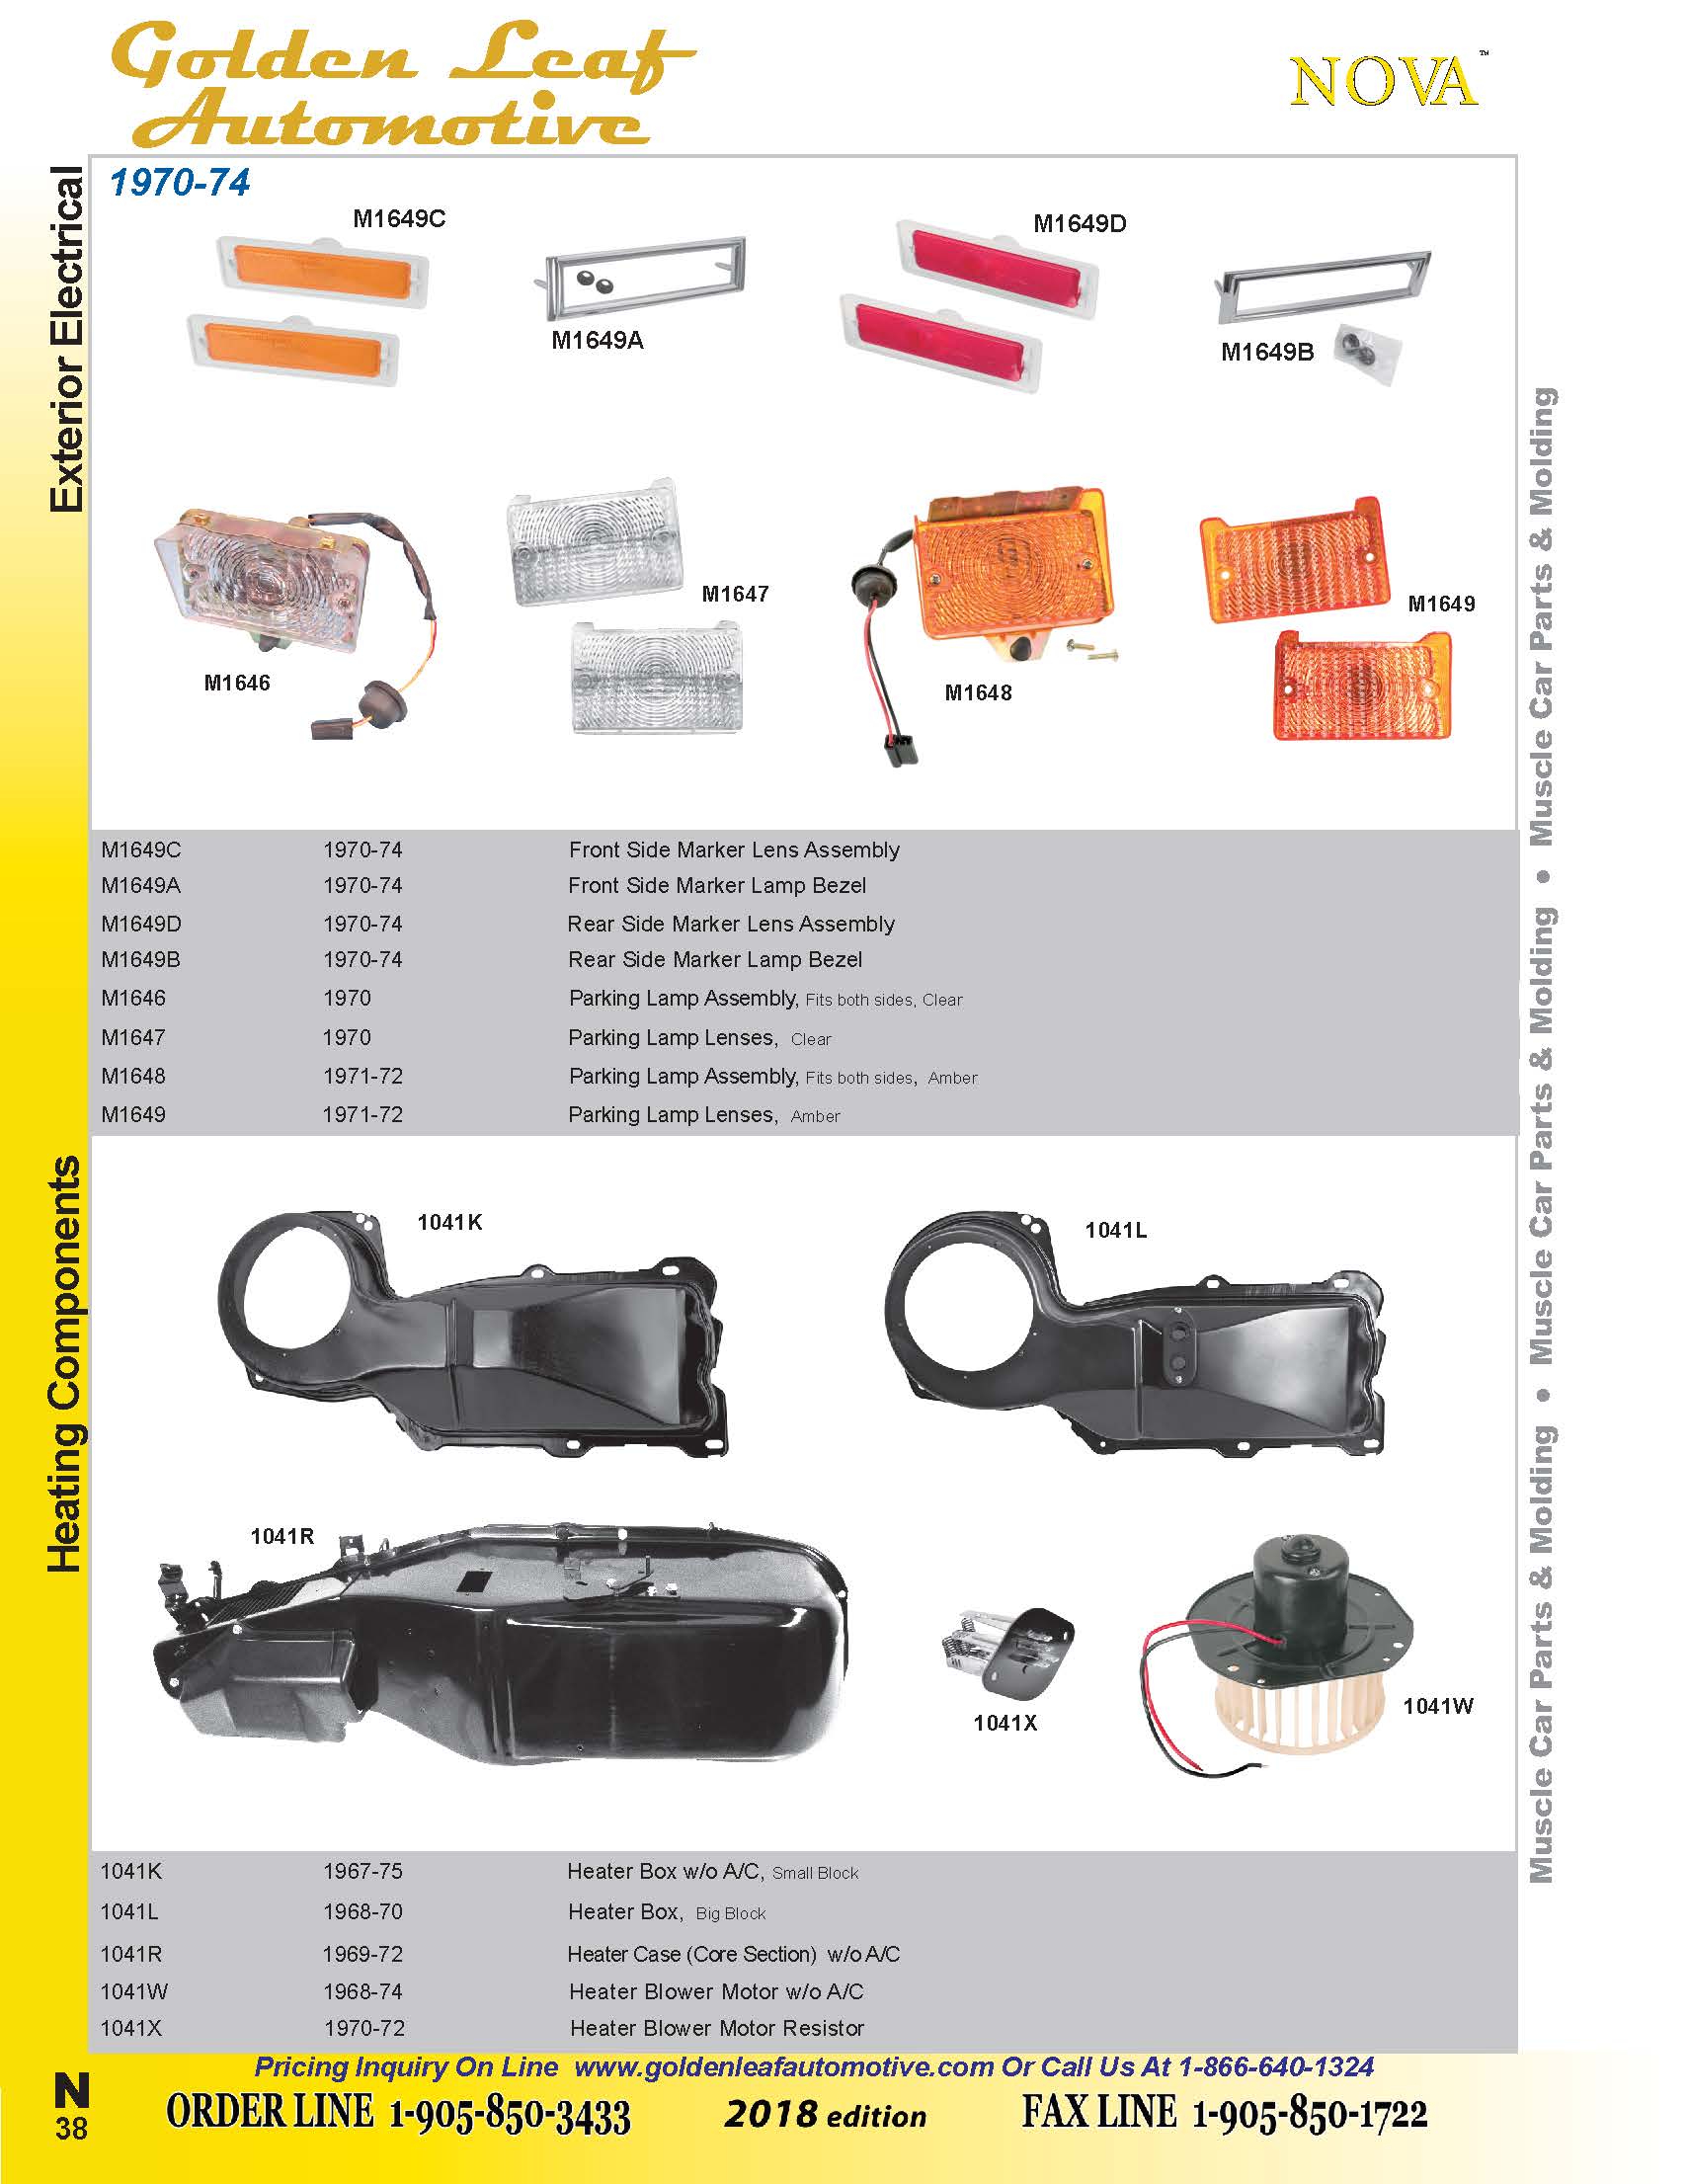 Golden Leaf
Automotive
NOVA™
Exterior Electrical
1970-74
M1649C
M1649D
M1649A
M1649B
M1647
M1649
M1646
M1648
M1649C 1970-74 Front Side Marker Lens Assembly
M1649A 1970-74 Front Side Marker Lamp Bezel
M1649D 1970-74 Rear Side Marker Lens Assembly
M1649B 1970-74 Rear Side Marker Lamp Bezel
M1646 1970 Parking Lamp Assembly, Fits both sides, Clear
M1647 1970 Parking Lamp Lenses, Clear
M1648 1971-72 Parking Lamp Assembly, Fits both sides, Amber
M1649 1971-72 Parking Lamp Lenses, Amber
Heating Components
1041K
1041L
1041R
1041X
1041W
1041K 1967-75 Heater Box w/o A/C, Small Block
1041L 1968-70 Heater Box, Big Block
1041R 1969-72 Heater Case (Core Section) w/o A/C
1041W 1968-74 Heater Blower Motor w/o A/C
1041X 1970-72 Heater Blower Motor Resistor
Muscle Car Parts & Molding • Muscle Car Parts & Molding • Muscle Car Parts & Molding
Pricing Inquiry On Line www.goldenleafautomotive.com Or Call Us At 1-866-640-1324
N
38
ORDER LINE 1-905-850-3433 2018 edition FAX LINE 1-905-850-1722